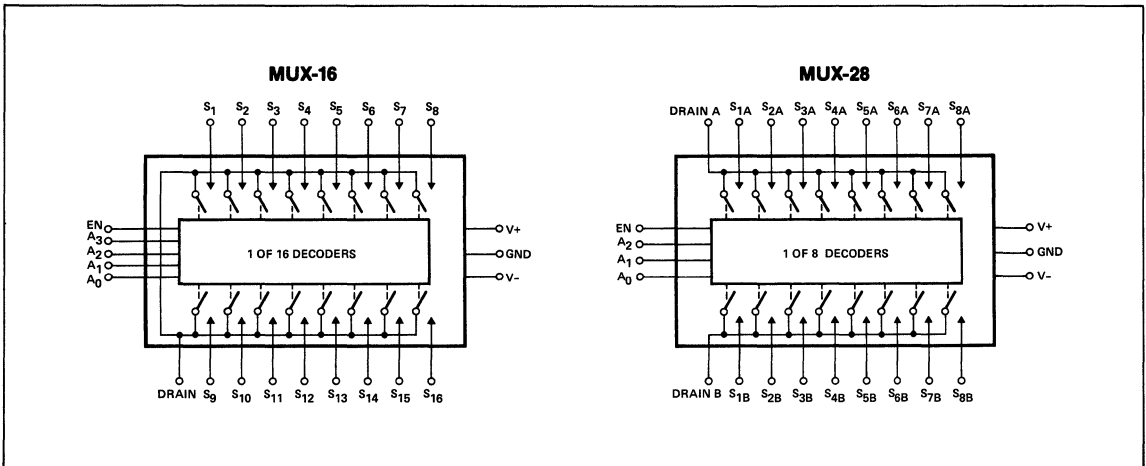 MUX-16
S1 S2 S3 S4 S5 S6 S7 S8
EN
A3
A2
A1
A0
1 OF 16 DECODERS
V+
GND
V−
DRAIN S9 S10 S11 S12 S13 S14 S15 S16
MUX-28
DRAIN A S1A S2A S3A S4A S5A S6A S7A S8A
EN
A2
A1
A0
1 OF 8 DECODERS
V+
GND
V−
DRAIN B S1B S2B S3B S4B S5B S6B S7B S8B